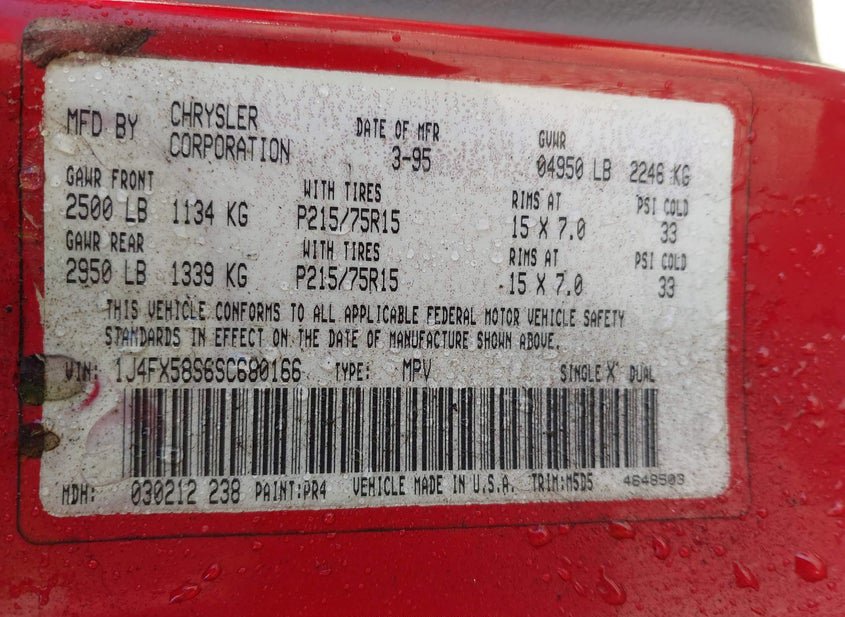 MFD BY CHRYSLER CORPORATION DATE OF MFR 3-95 GVWR 04950 LB 2246 KG
GAWR FRONT WITH TIRES RIMS AT PSI COLD
2500 LB 1134 KG P215/75R15 15 X 7.0 33
GAWR REAR WITH TIRES RIMS AT PSI COLD
2950 LB 1339 KG P215/75R15 15 X 7.0 33
THIS VEHICLE CONFORMS TO ALL APPLICABLE FEDERAL MOTOR VEHICLE SAFETY
STANDARDS IN EFFECT ON THE DATE OF MANUFACTURE SHOWN ABOVE.
VIN: 1J4FX58S6SC680166 TYPE: MPV SINGLE X DUAL
MDH: 030212 238 PAINT:PR4 VEHICLE MADE IN U.S.A. TRIM:M5D5 4648503